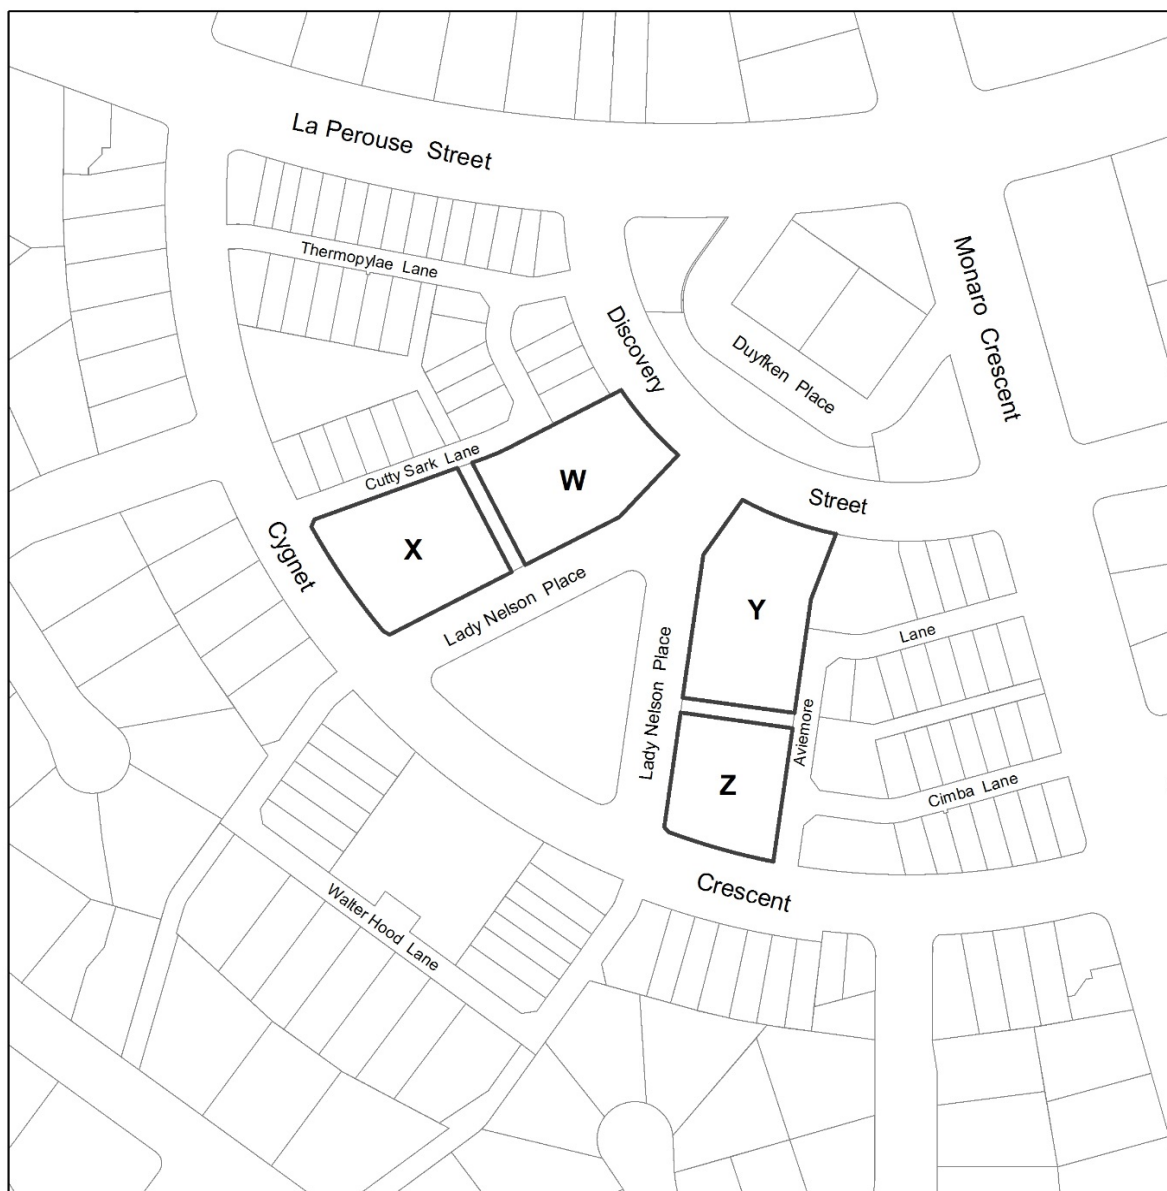 La Perouse Street
Thermopylae Lane
Discovery
Monaro Crescent
Duyfken Place
Cutty Sark Lane
W
Street
X
Cygnet
Lady Nelson Place
Y
Lane
Lady Nelson Place
Aviemore
Z
Cimba Lane
Crescent
Walter Hood Lane